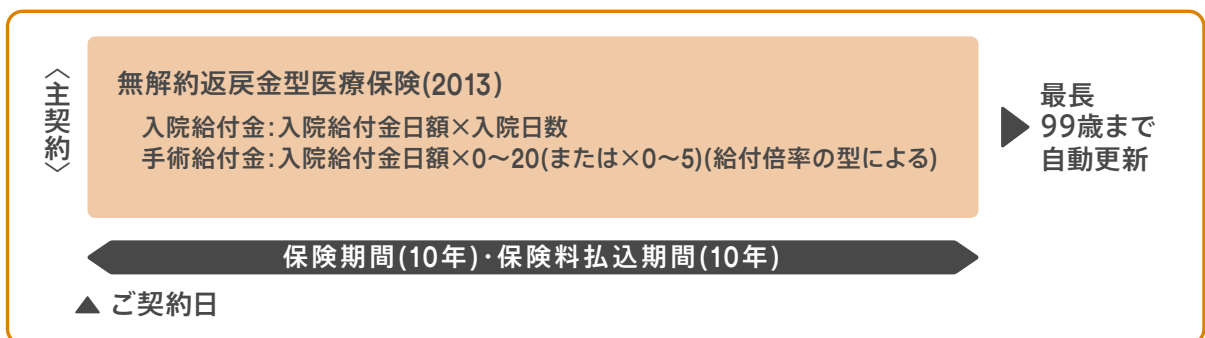 〈主契約〉
無解約返戻金型医療保険(2013)
入院給付金:入院給付金日額×入院日数
手術給付金:入院給付金日額×0〜20(または×0〜5)(給付倍率の型による)
最長
99歳まで
自動更新
保険期間(10年)・保険料払込期間(10年)
▲ ご契約日